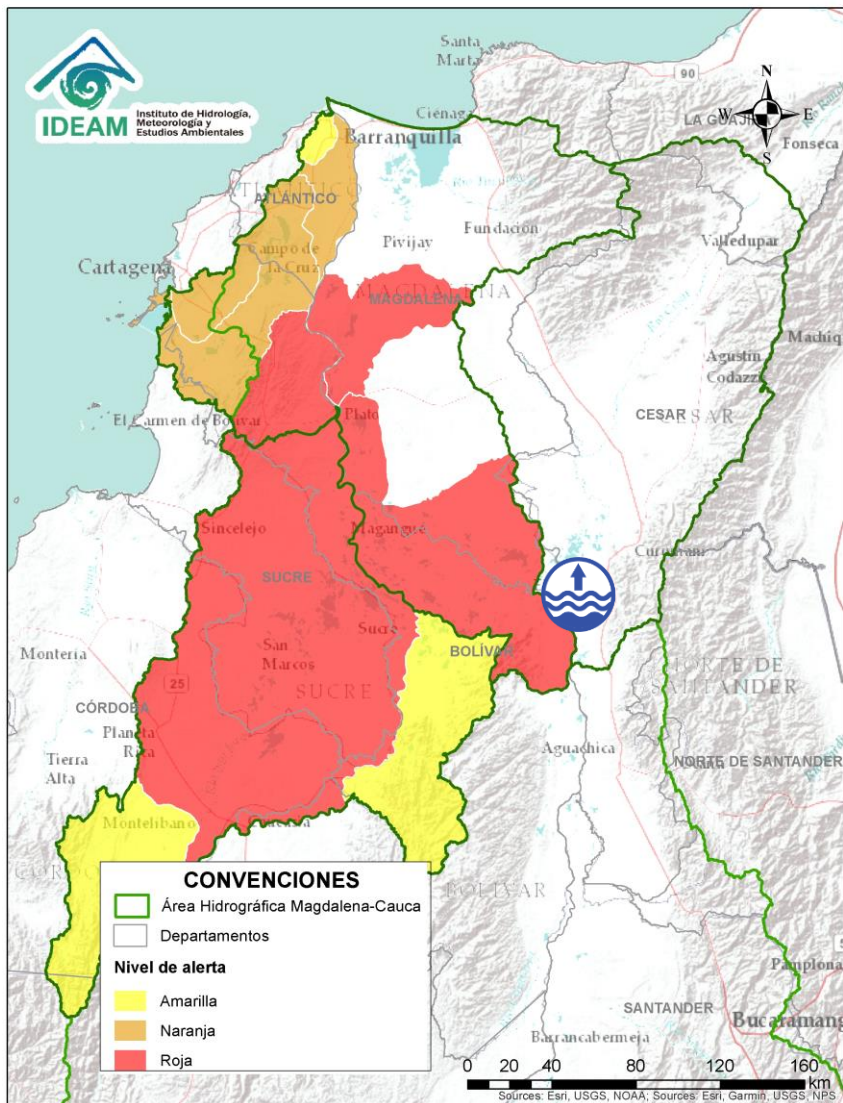 IDEAM
Instituto de Hidrología,
Meteorología y
Estudios Ambientales
Santa
Marta
90
N
W
E
S
Ciénaga
LA GUAJIRA
Barranquilla
Fonseca
ATLÁNTICO
ATLÁNTICO
Fundación
Pivijay
Valledupar
Campo de
la Cruz
Cartagena
MAGDALENA
MAGDALENA
Machiq
Agustín
Codazzi
CESAR
CESAR
El Carmen de Bolívar
Plato
Sincelejo
Magangué
Curumaní
SUCRE
Sucre
BOLÍVAR
San
Marcos
SUCRE
Montería
NORTE DE
SANTANDER
25
CÓRDOBA
Planeta
Rica
Tierra
Alta
Aguachica
NORTE DE SANTANDER
Montelibano
BOLÍVAR
CONVENCIONES
Área Hidrográfica Magdalena-Cauca
Departamentos
Nivel de alerta
Amarilla
Naranja
Roja
Pamplona
SANTANDER
Bucaramang
Barrancabermeja
0 20 40 80 120 160
km
Sources: Esri, USGS, NOAA; Sources: Esri, Garmin, USGS, NPS